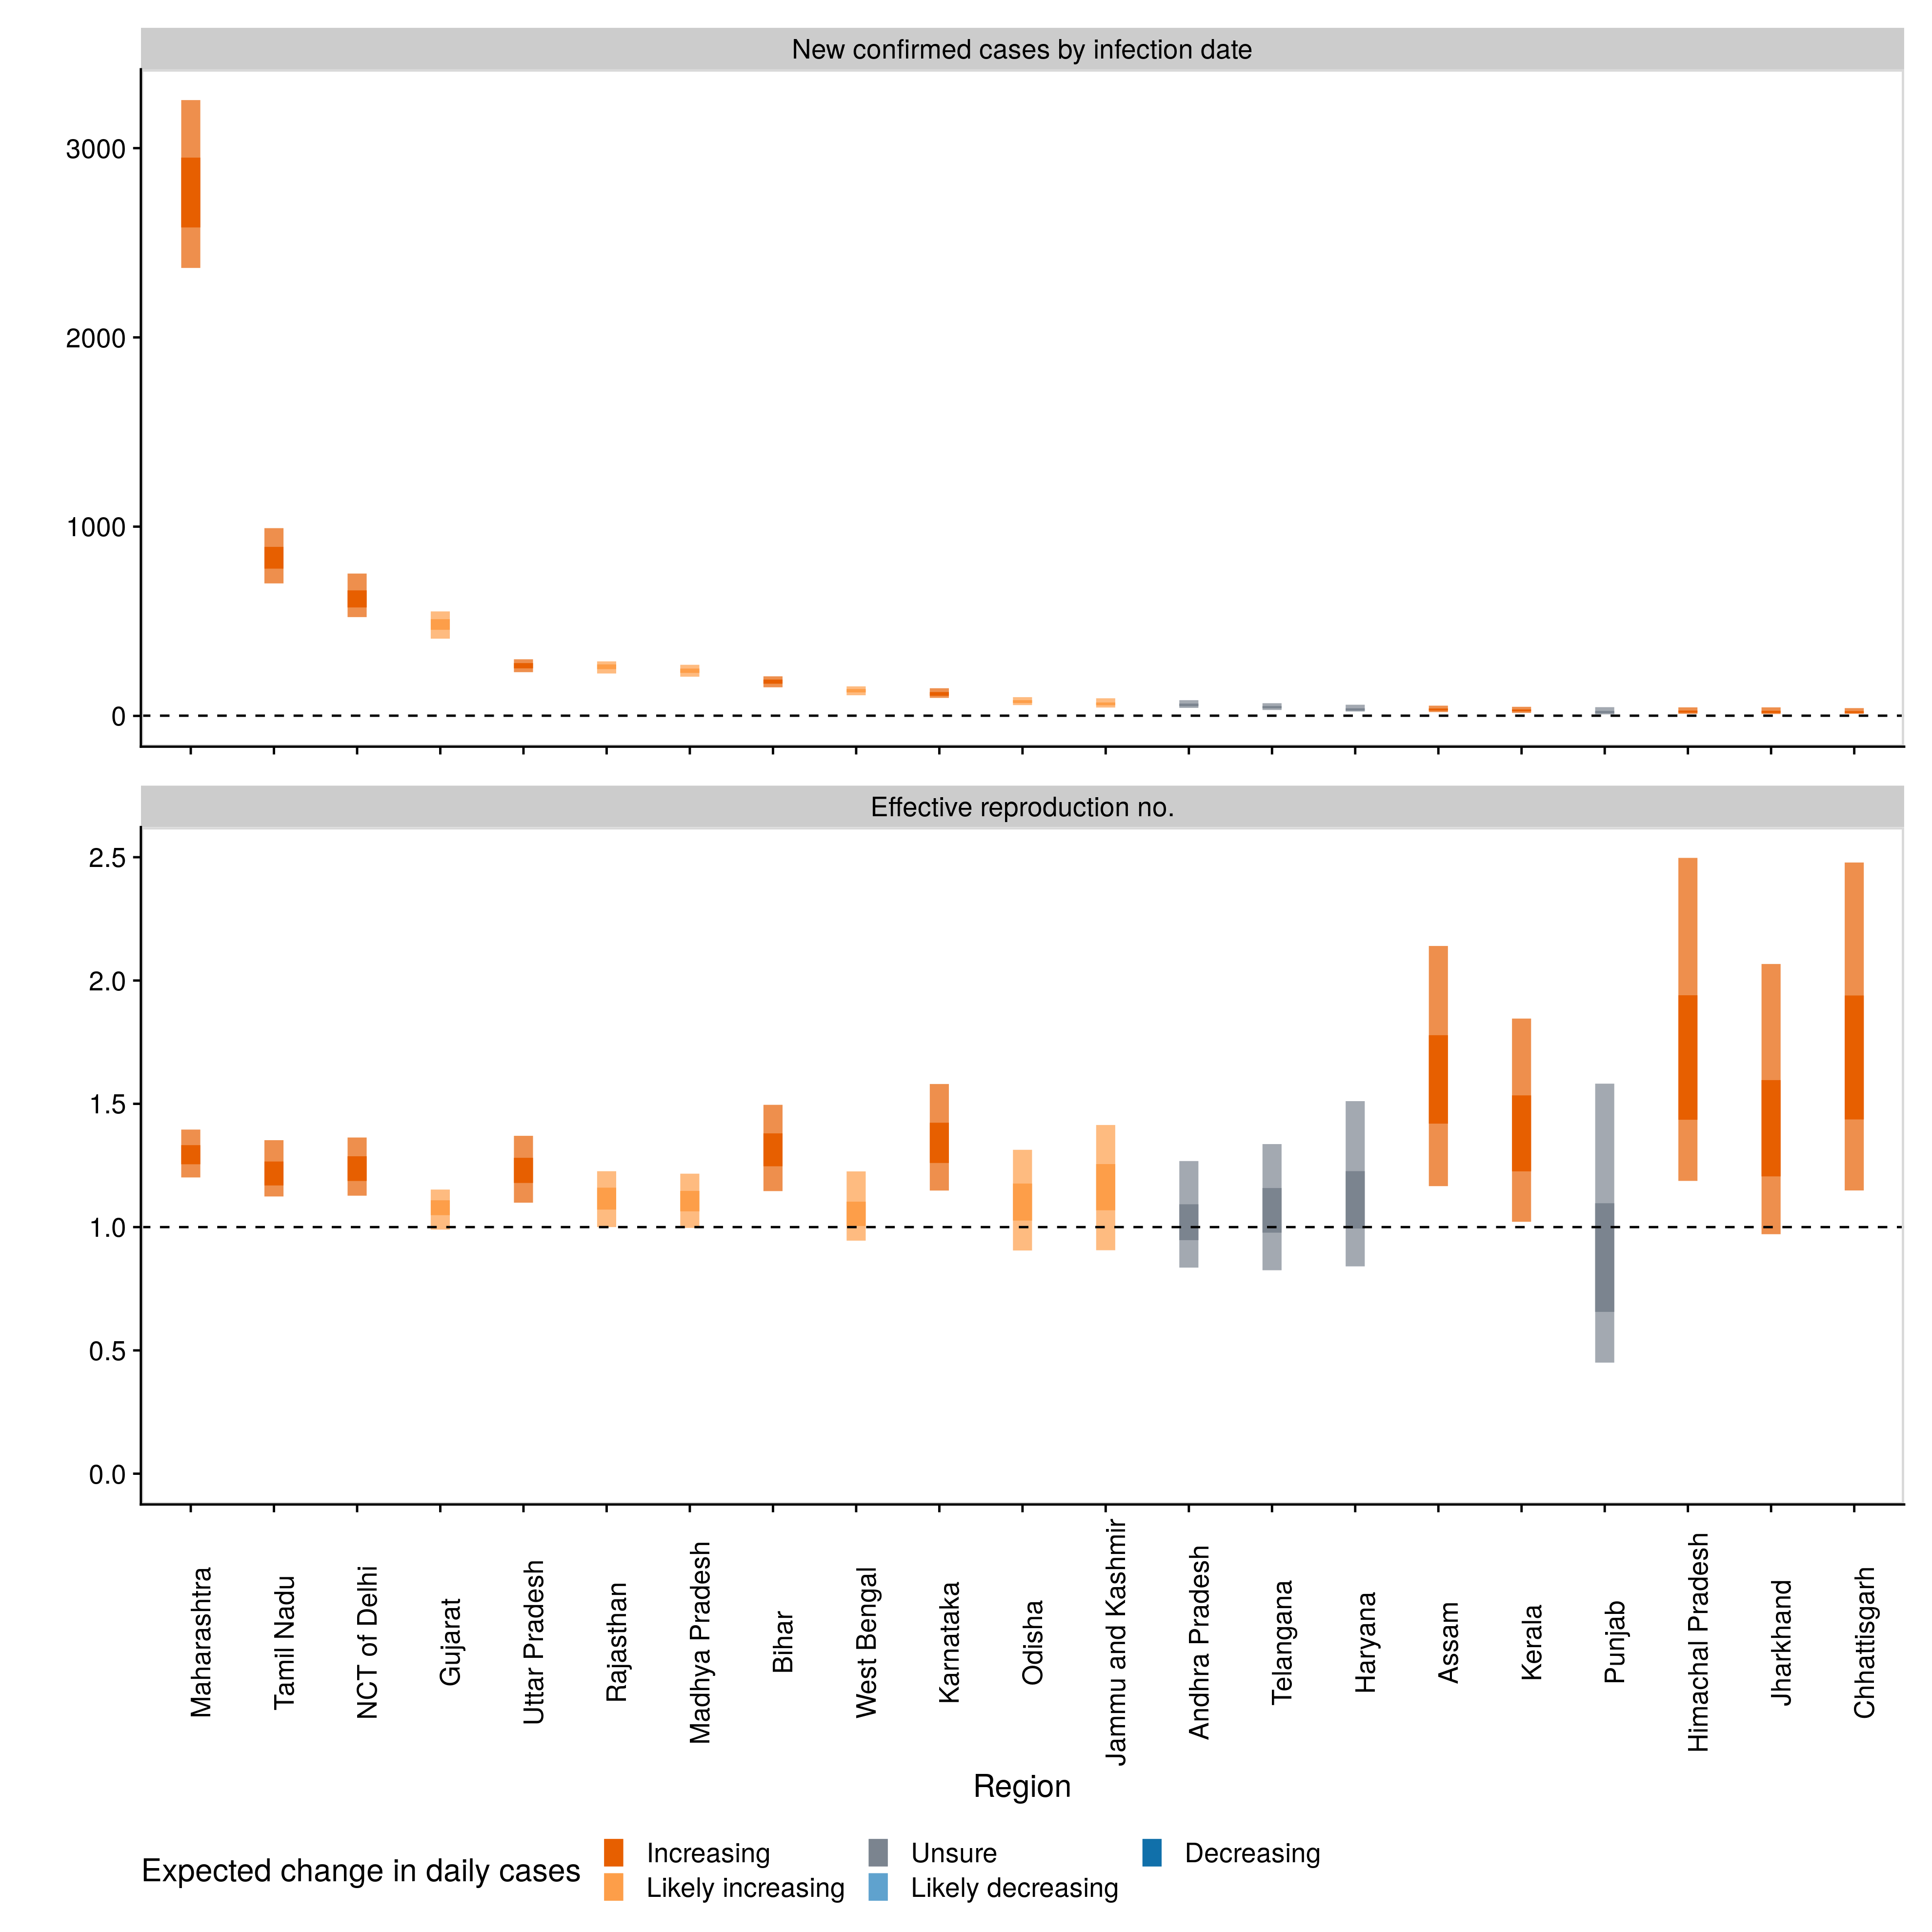 New confirmed cases by infection date
3000
2000
1000
0
Effective reproduction no.
2.5
2.0
1.5
1.0
0.5
0.0
Maharashtra
Tamil Nadu
NCT of Delhi
Gujarat
Uttar Pradesh
Rajasthan
Madhya Pradesh
Bihar
West Bengal
Karnataka
Odisha
Jammu and Kashmir
Andhra Pradesh
Telangana
Haryana
Assam
Kerala
Punjab
Himachal Pradesh
Jharkhand
Chhattisgarh
Region
Expected change in daily cases
Increasing
Unsure
Decreasing
Likely increasing
Likely decreasing